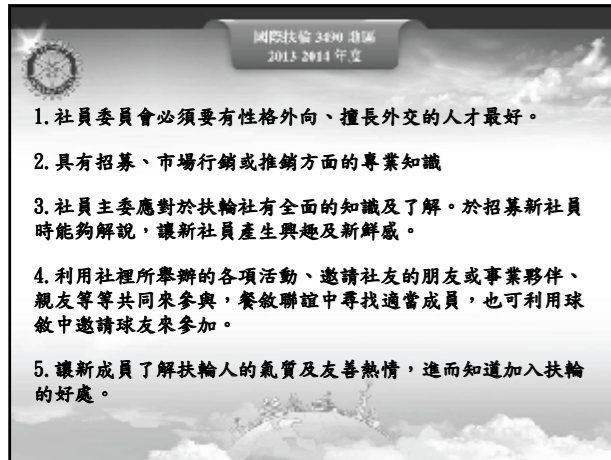 國際扶輪 3490 地區
2013-2014 年度
1. 社員委員會必須要有性格外向、擅長外交的人才最好。
2. 具有招募、市場行銷或推銷方面的專業知識
3. 社員主委應對於扶輪社有全面的知識及了解。於招募新社員
時能夠解說，讓新社員產生興趣及新鮮感。
4. 利用社裡所舉辦的各項活動、邀請社友的朋友或事業夥伴、
親友等等共同來參與，餐敘聯誼中尋找適當成員，也可利用球
敘中邀請球友來參加。
5. 讓新成員了解扶輪人的氣質及友善熱情，進而知道加入扶輪
的好處。